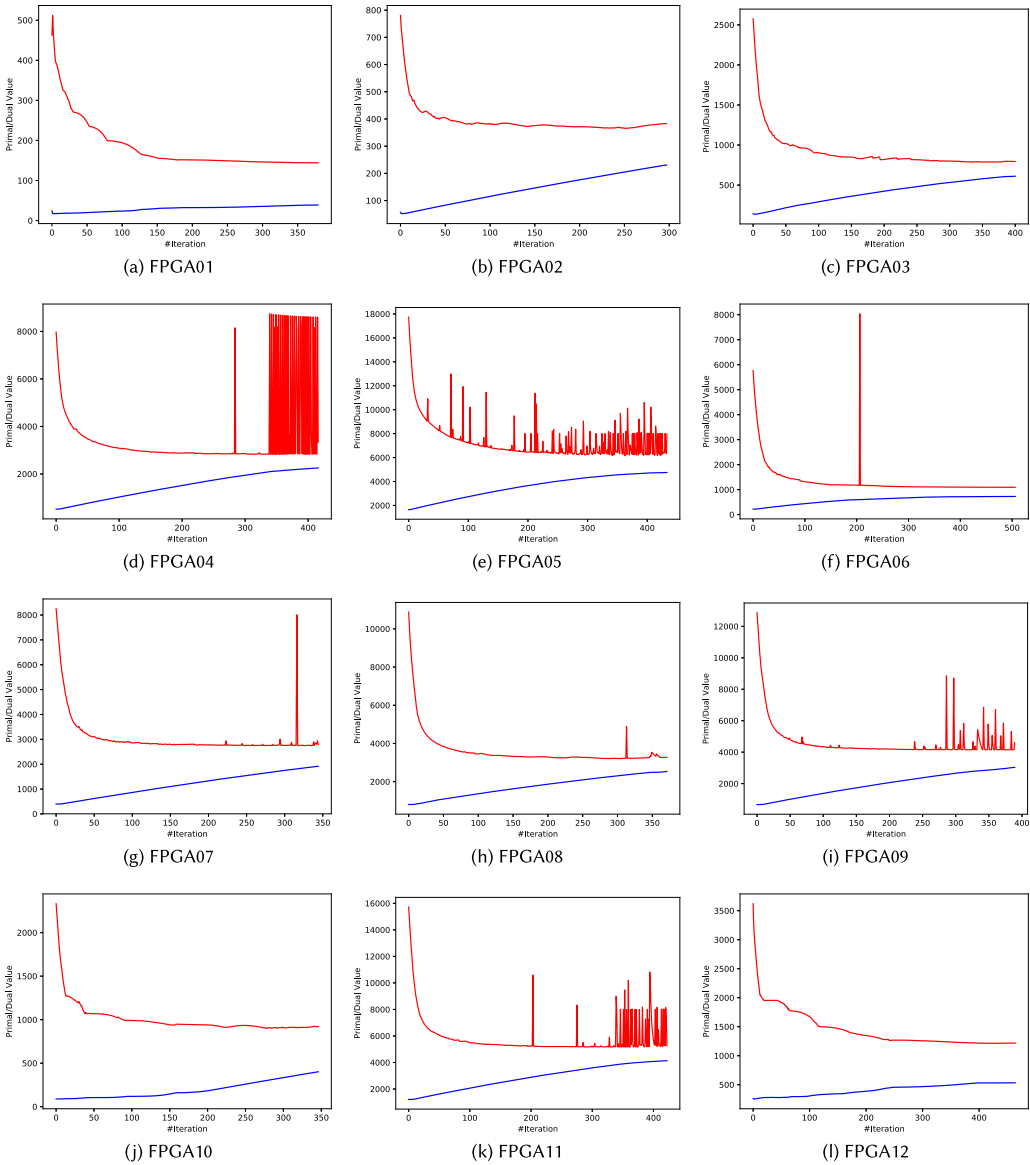 500
400
300
200
100
0
Primal/Dual Value
0 50 100 150 200 250 300 350
#Iteration
(a) FPGA01
800
700
600
500
400
300
200
100
Primal/Dual Value
0 50 100 150 200 250 300
#Iteration
(b) FPGA02
2500
2000
1500
1000
500
Primal/Dual Value
0 50 100 150 200 250 300 350 400
#Iteration
(c) FPGA03
8000
6000
4000
2000
Primal/Dual Value
0 100 200 300 400
#Iteration
(d) FPGA04
18000
16000
14000
12000
10000
8000
6000
4000
2000
Primal/Dual Value
0 100 200 300 400
#Iteration
(e) FPGA05
8000
7000
6000
5000
4000
3000
2000
1000
0
Primal/Dual Value
0 100 200 300 400 500
#Iteration
(f) FPGA06
8000
7000
6000
5000
4000
3000
2000
1000
0
Primal/Dual Value
0 50 100 150 200 250 300 350
#Iteration
(g) FPGA07
10000
8000
6000
4000
2000
Primal/Dual Value
0 50 100 150 200 250 300 350
#Iteration
(h) FPGA08
12000
10000
8000
6000
4000
2000
Primal/Dual Value
0 50 100 150 200 250 300 350 400
#Iteration
(i) FPGA09
2000
1500
1000
500
0
Primal/Dual Value
0 50 100 150 200 250 300 350
#Iteration
(j) FPGA10
16000
14000
12000
10000
8000
6000
4000
2000
Primal/Dual Value
0 100 200 300 400
#Iteration
(k) FPGA11
3500
3000
2500
2000
1500
1000
500
Primal/Dual Value
0 100 200 300 400
#Iteration
(l) FPGA12